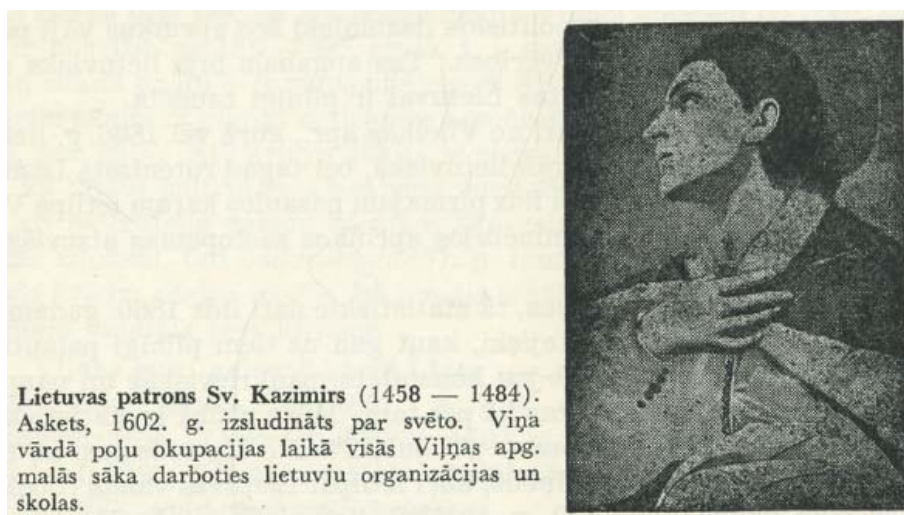 Lietuvas patrons Sv. Kazimirs (1458 — 1484).
Askets, 1602. g. izsludināts par svēto. Viņa
vārdā poļu okupacijas laikā visās Viļņas apg.
malās sāka darboties lietuvju organizācijas un
skolas.